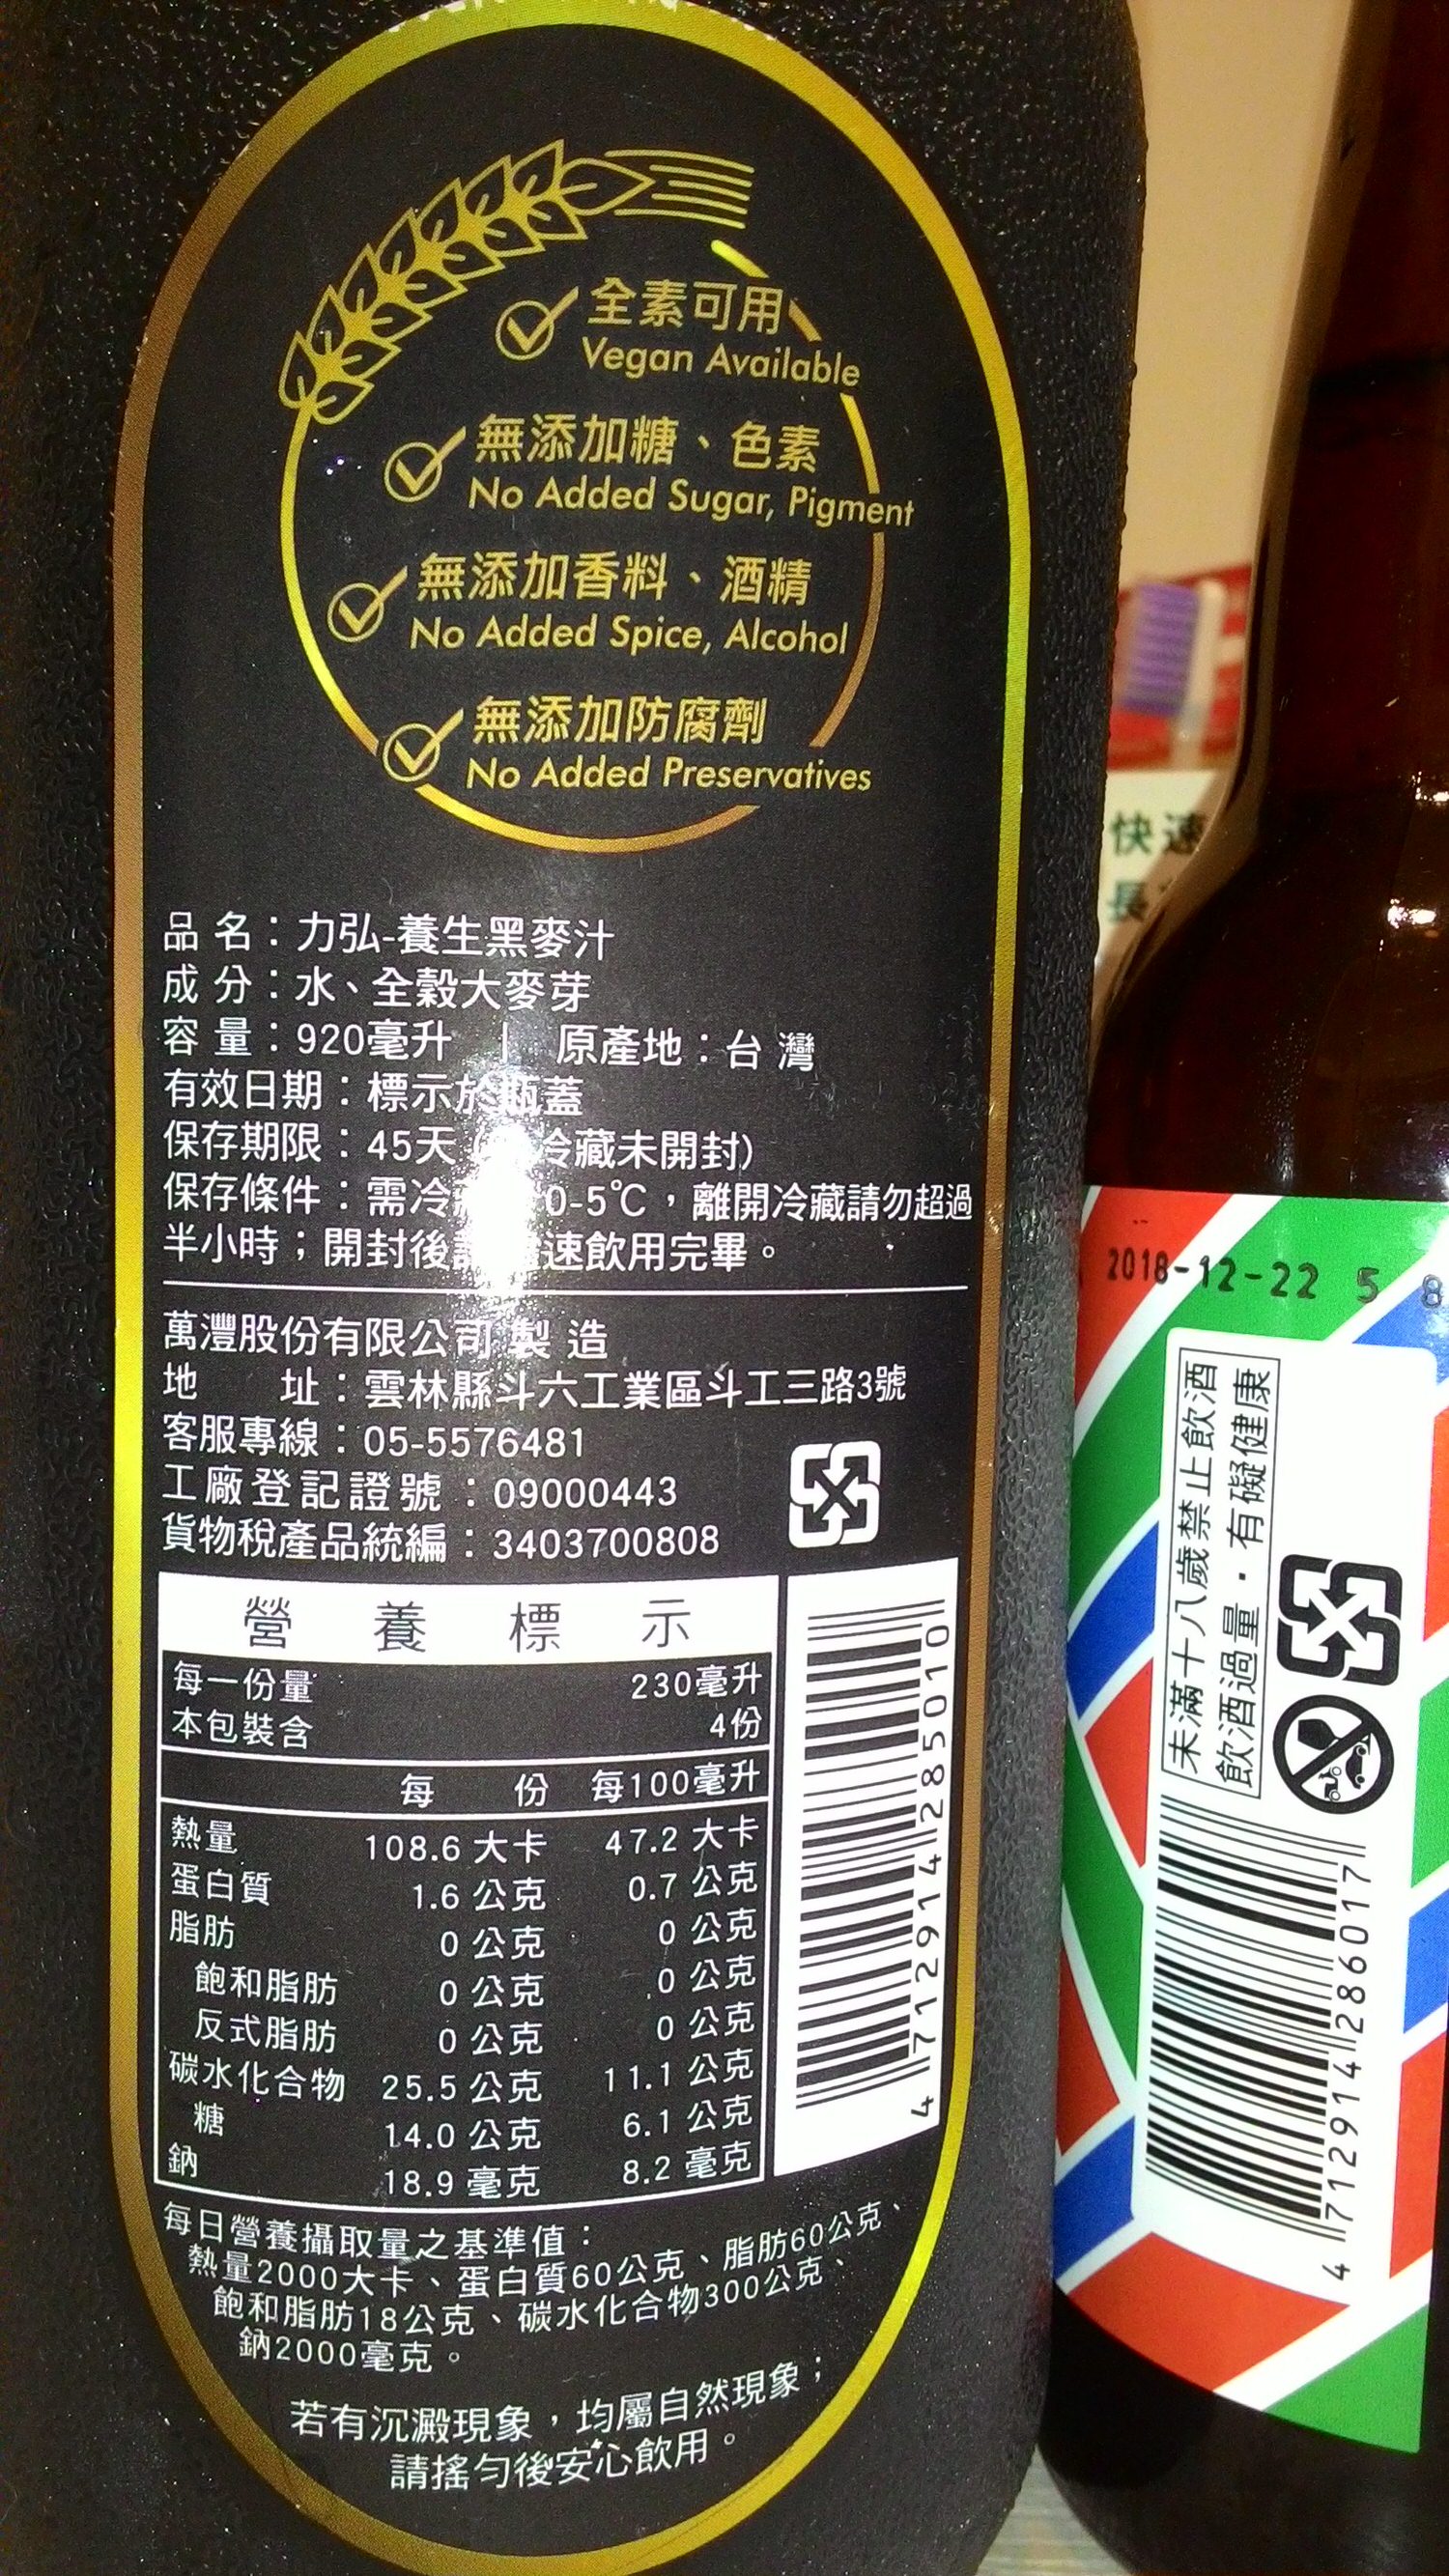 全素可用
Vegan Available
無添加糖、色素
No Added Sugar, Pigment
無添加香料、酒精
No Added Spice, Alcohol
無添加防腐劑
No Added Preservatives
品名：力弘-養生黑麥汁
成分：水、全穀大麥芽
容量：920毫升 | 原產地：台灣
有效日期：標示於瓶蓋
保存期限：45天 冷藏未開封)
保存條件：需冷 0-5℃，離開冷藏請勿超過
半小時；開封後 速飲用完畢。
萬灃股份有限公司 製造
地 址：雲林縣斗六工業區斗工三路3號
客服專線：05-5576481
工廠登記證號：09000443
貨物稅產品統編：3403700808
營養標示
每一份量 230毫升
本包裝含 4份
每份 每100毫升
熱量 108.6 大卡 47.2 大卡
蛋白質 1.6 公克 0.7 公克
脂肪 0 公克 0 公克
飽和脂肪 0 公克 0 公克
反式脂肪 0 公克 0 公克
碳水化合物 25.5 公克 11.1 公克
糖 14.0 公克 6.1 公克
鈉 18.9 毫克 8.2 毫克
4 712914 285010
每日營養攝取量之基準值：
熱量2000大卡、蛋白質60公克、脂肪60公克、
飽和脂肪18公克、碳水化合物300公克、
鈉2000毫克。
若有沉澱現象，均屬自然現象；
請搖勻後安心飲用。
快速
長
2018-12-22 5 8
未滿十八歲禁止飲酒
飲酒過量・有礙健康
4 712914 286017